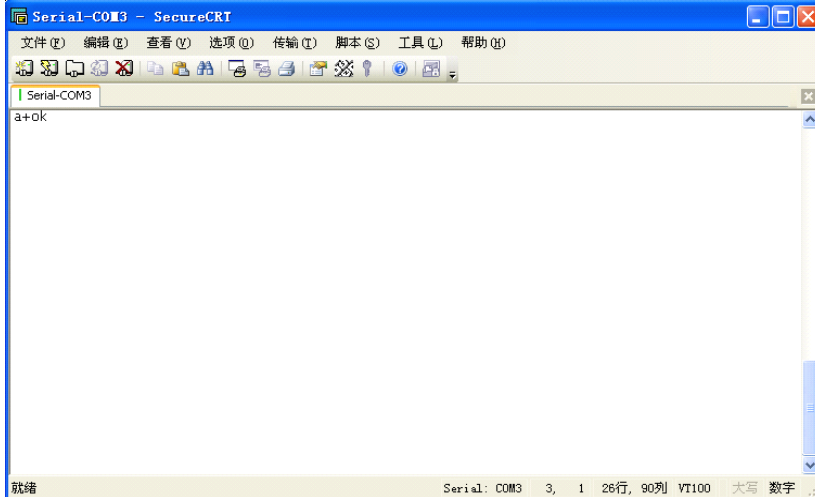 Serial-COM3 - SecureCRT
文件(F) 编辑(E) 查看(V) 选项(O) 传输(T) 脚本(S) 工具(L) 帮助(H)
Serial-COM3
a+ok
就绪 Serial: COM3 3, 1 26行, 90列 VT100 大写 数字